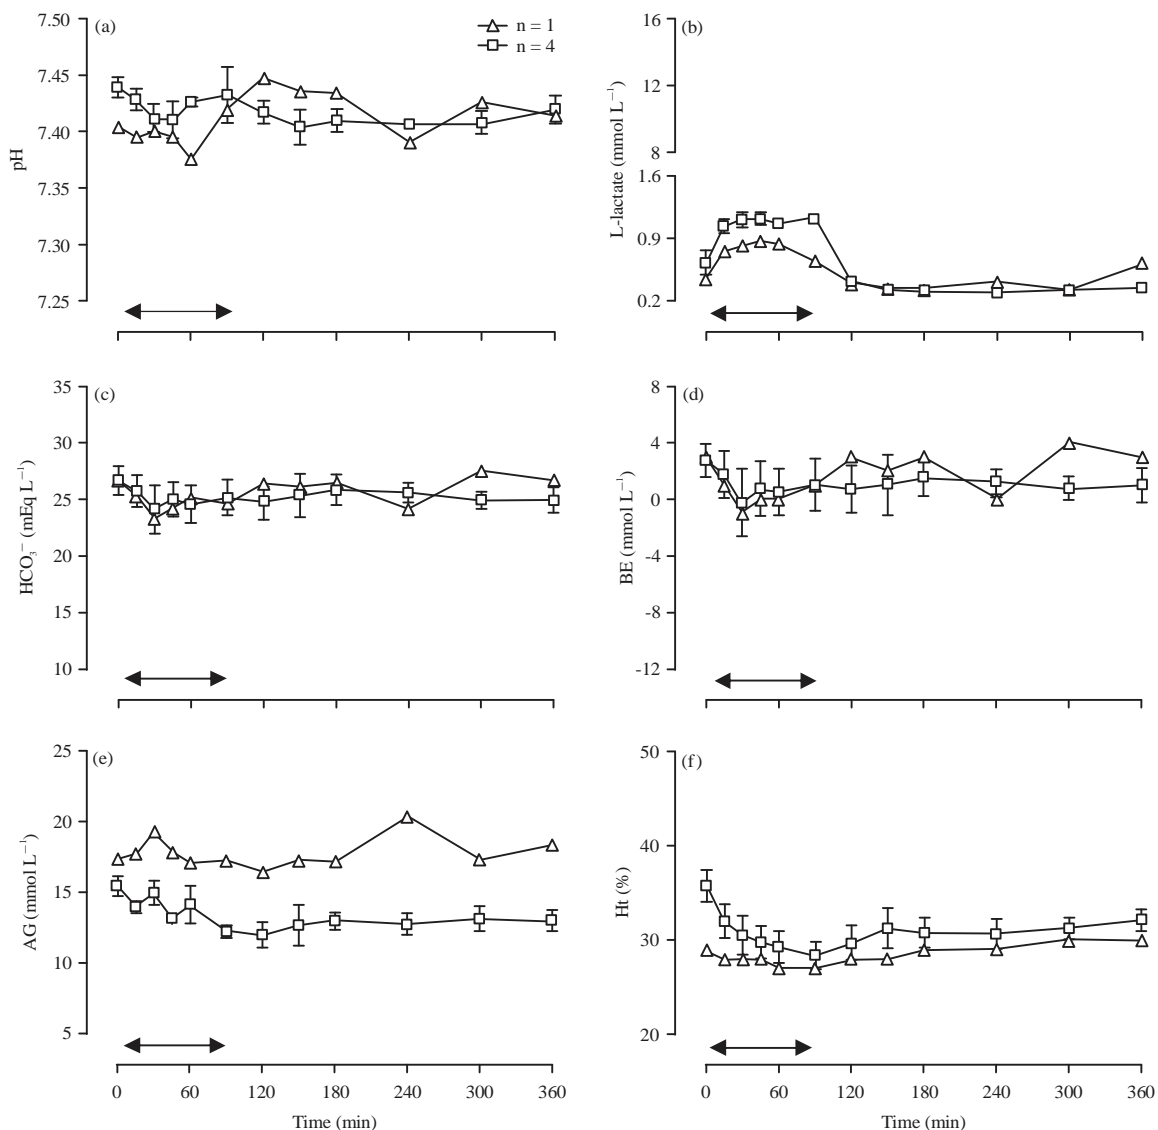 (a)
n = 1
n = 4
pH
7.50
7.45
7.40
7.35
7.30
7.25
(b)
L-lactate (mmol L⁻¹)
16
12
8
1.6
0.9
0.2
(c)
HCO₃⁻ (mEq L⁻¹)
35
30
25
20
15
10
(d)
BE (mmol L⁻¹)
8
4
0
-4
-8
-12
(e)
AG (mmol L⁻¹)
25
20
15
10
5
0 60 120 180 240 300 360
Time (min)
(f)
Ht (%)
50
40
30
20
0 60 120 180 240 300 360
Time (min)